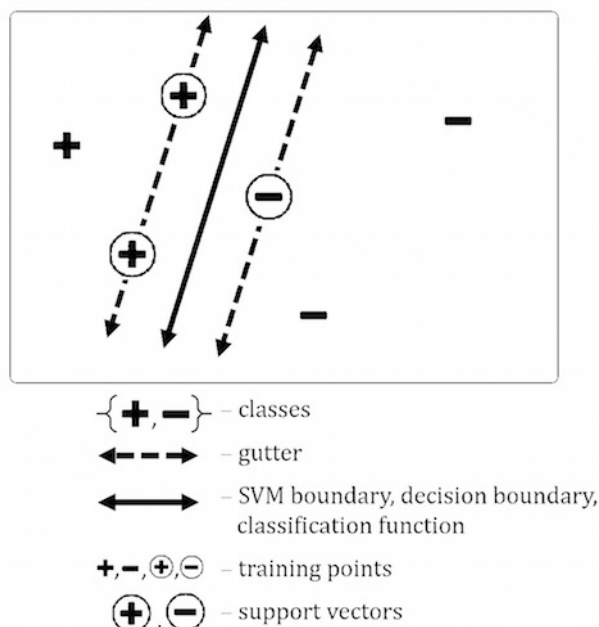 {+,−} – classes
– gutter
– SVM boundary, decision boundary,
classification function
+,−,⊕,⊖ – training points
⊕,⊖ – support vectors